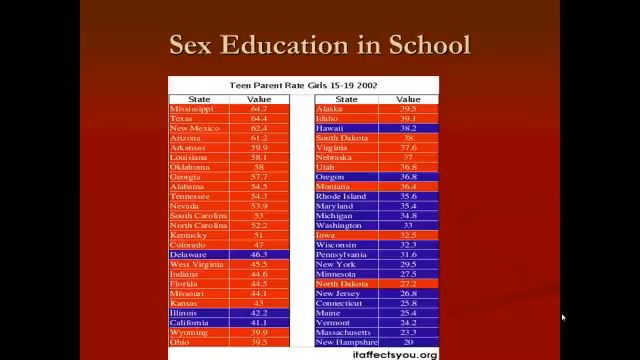 Sex Education in School
Teen Parent Rate Girls 15-19 2002
State Value State Value
Mississippi 64.7 Alaska 39.5
Texas 64.4 Idaho 39.1
New Mexico 62.4 Hawaii 38.2
Arizona 61.2 South Dakota 38
Arkansas 59.9 Virginia 37.6
Louisiana 58.1 Nebraska 37
Oklahoma 58 Utah 36.8
Georgia 57.7 Oregon 36.8
Alabama 54.5 Montana 36.4
Tennessee 54.3 Rhode Island 35.6
Nevada 53.9 Maryland 35.4
South Carolina 53 Michigan 34.8
North Carolina 52.2 Washington 33
Kentucky 51 Iowa 32.5
Colorado 47 Wisconsin 32.3
Delaware 46.3 Pennsylvania 31.6
West Virginia 45.5 New York 29.5
Indiana 44.6 Minnesota 27.5
Florida 44.5 North Dakota 27.2
Missouri 44.1 New Jersey 26.8
Kansas 43 Connecticut 25.8
Illinois 42.2 Maine 25.4
California 41.1 Vermont 24.2
Wyoming 39.9 Massachusetts 23.3
Ohio 39.5 New Hampshire 20
itaffectsyou.org